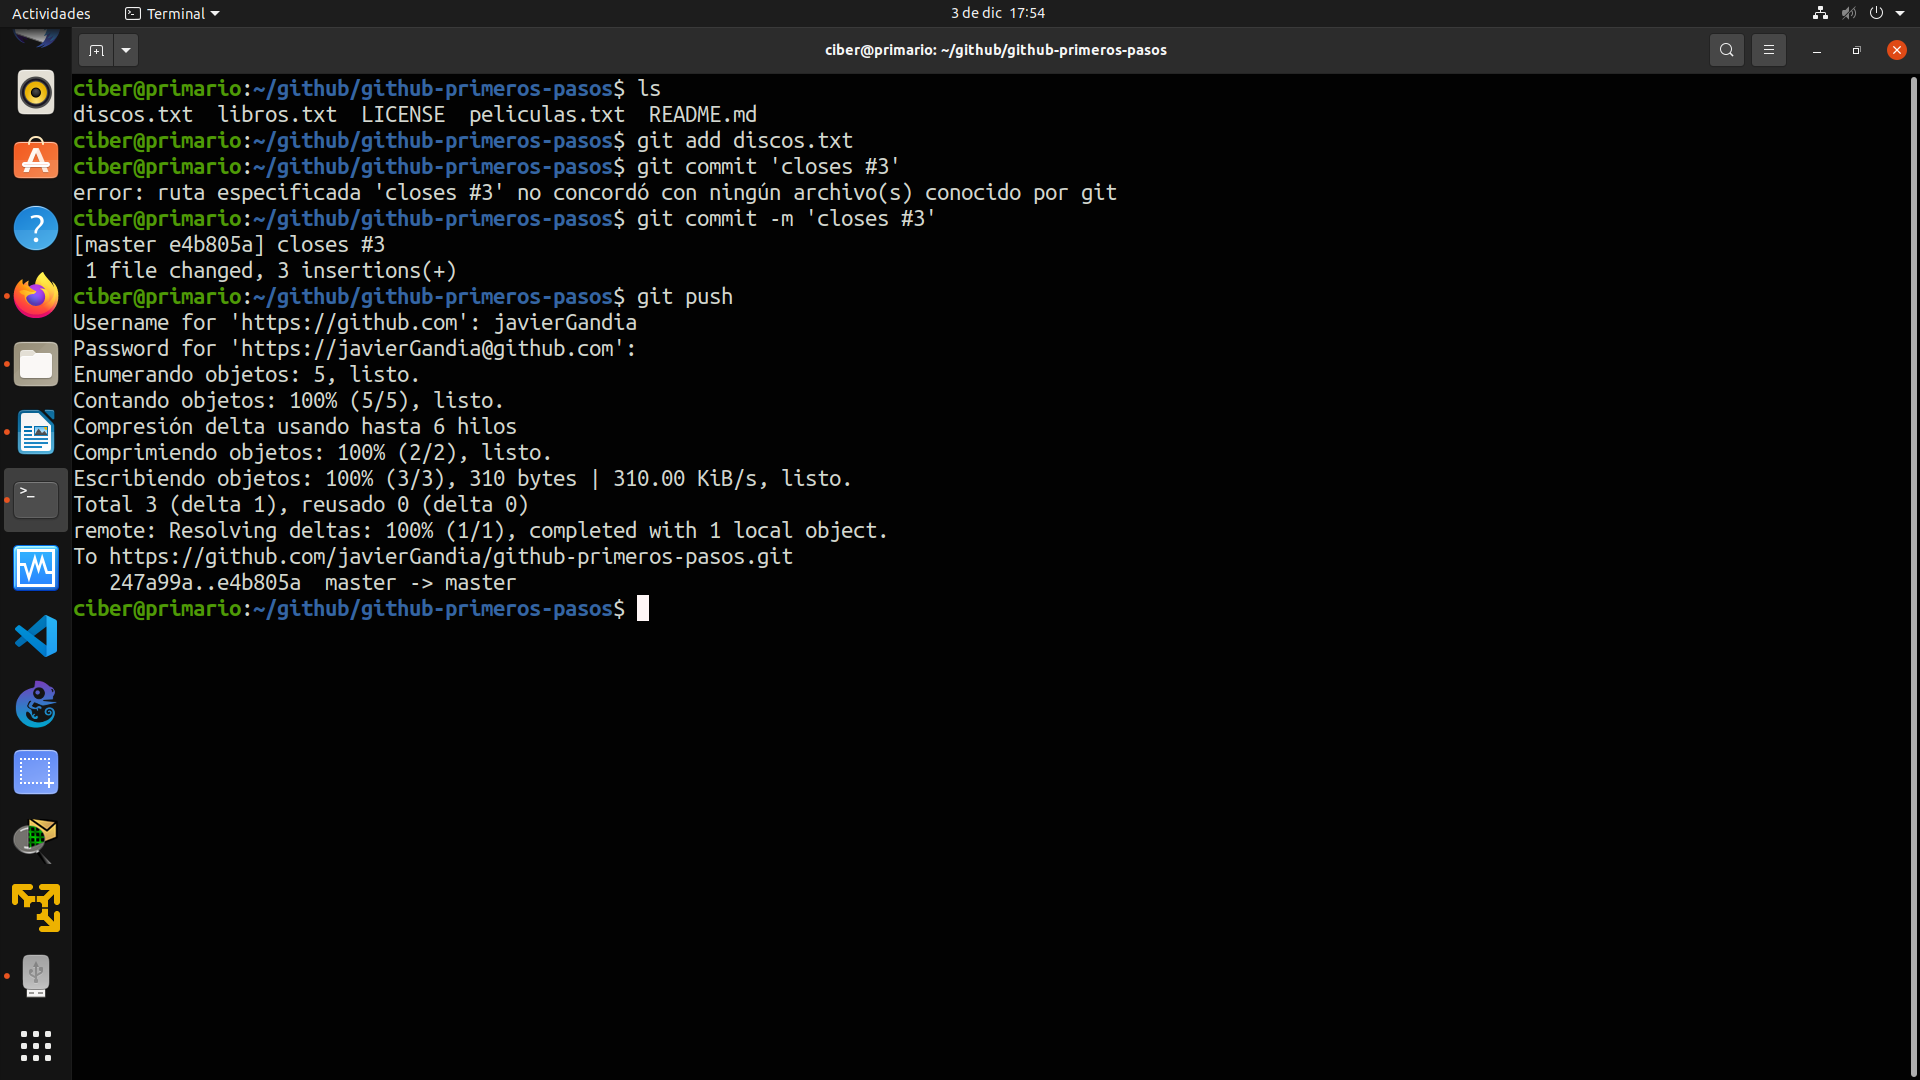 Actividades Terminal 3 de dic 17:54
ciber@primario: ~/github/github-primeros-pasos
ciber@primario:~/github/github-primeros-pasos$ ls
discos.txt  libros.txt  LICENSE  peliculas.txt  README.md
ciber@primario:~/github/github-primeros-pasos$ git add discos.txt
ciber@primario:~/github/github-primeros-pasos$ git commit 'closes #3'
error: ruta especificada 'closes #3' no concordó con ningún archivo(s) conocido por git
ciber@primario:~/github/github-primeros-pasos$ git commit -m 'closes #3'
[master e4b805a] closes #3
 1 file changed, 3 insertions(+)
ciber@primario:~/github/github-primeros-pasos$ git push
Username for 'https://github.com': javierGandia
Password for 'https://javierGandia@github.com':
Enumerando objetos: 5, listo.
Contando objetos: 100% (5/5), listo.
Compresión delta usando hasta 6 hilos
Comprimiendo objetos: 100% (2/2), listo.
Escribiendo objetos: 100% (3/3), 310 bytes | 310.00 KiB/s, listo.
Total 3 (delta 1), reusado 0 (delta 0)
remote: Resolving deltas: 100% (1/1), completed with 1 local object.
To https://github.com/javierGandia/github-primeros-pasos.git
   247a99a..e4b805a  master -> master
ciber@primario:~/github/github-primeros-pasos$